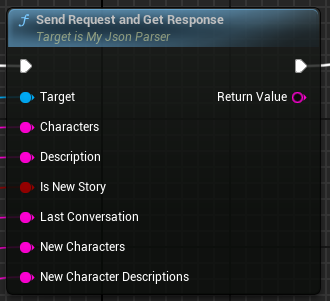 Send Request and Get Response
Target is My Json Parser
Target
Return Value
Characters
Description
Is New Story
Last Conversation
New Characters
New Character Descriptions